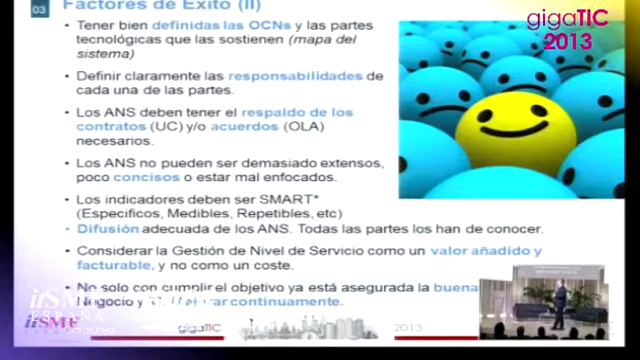 03
Factores de Éxito (II)
gigaTIC
2013
• Tener bien definidas las OCNs y las partes
tecnológicas que las sostienen (mapa del
sistema)
• Definir claramente las responsabilidades de
cada una de las partes.
• Los ANS deben tener el respaldo de los
contratos (UC) y/o acuerdos (OLA)
necesarios.
• Los ANS no pueden ser demasiado extensos,
poco concisos o estar mal enfocados.
• Los indicadores deben ser SMART*
(Específicos, Medibles, Repetibles, etc)
• Difusión adecuada de los ANS. Todas las partes los han de conocer.
• Considerar la Gestión de Nivel de Servicio como un valor añadido y
facturable, y no como un coste.
• No solo con cumplir el objetivo ya está asegurada la buena
Negocio y continuamente.
itSMF
ESPAÑA
itSMF
Catalunya
gigaTIC
2013